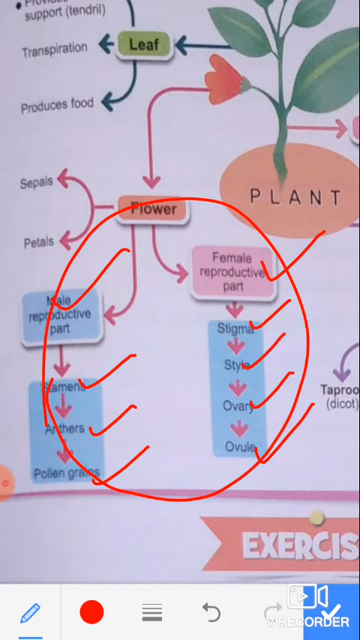 support (tendril)
Leaf
Transpiration
Produces food
PLANT
Sepals
Flower
Petals
Female
reproductive
part
Male
reproductive
part
Stigma
Style
Stamens
Taproo
(dicot)
Ovary
Anthers
Ovule
Pollen grains
EXERCIS
V RECORDER